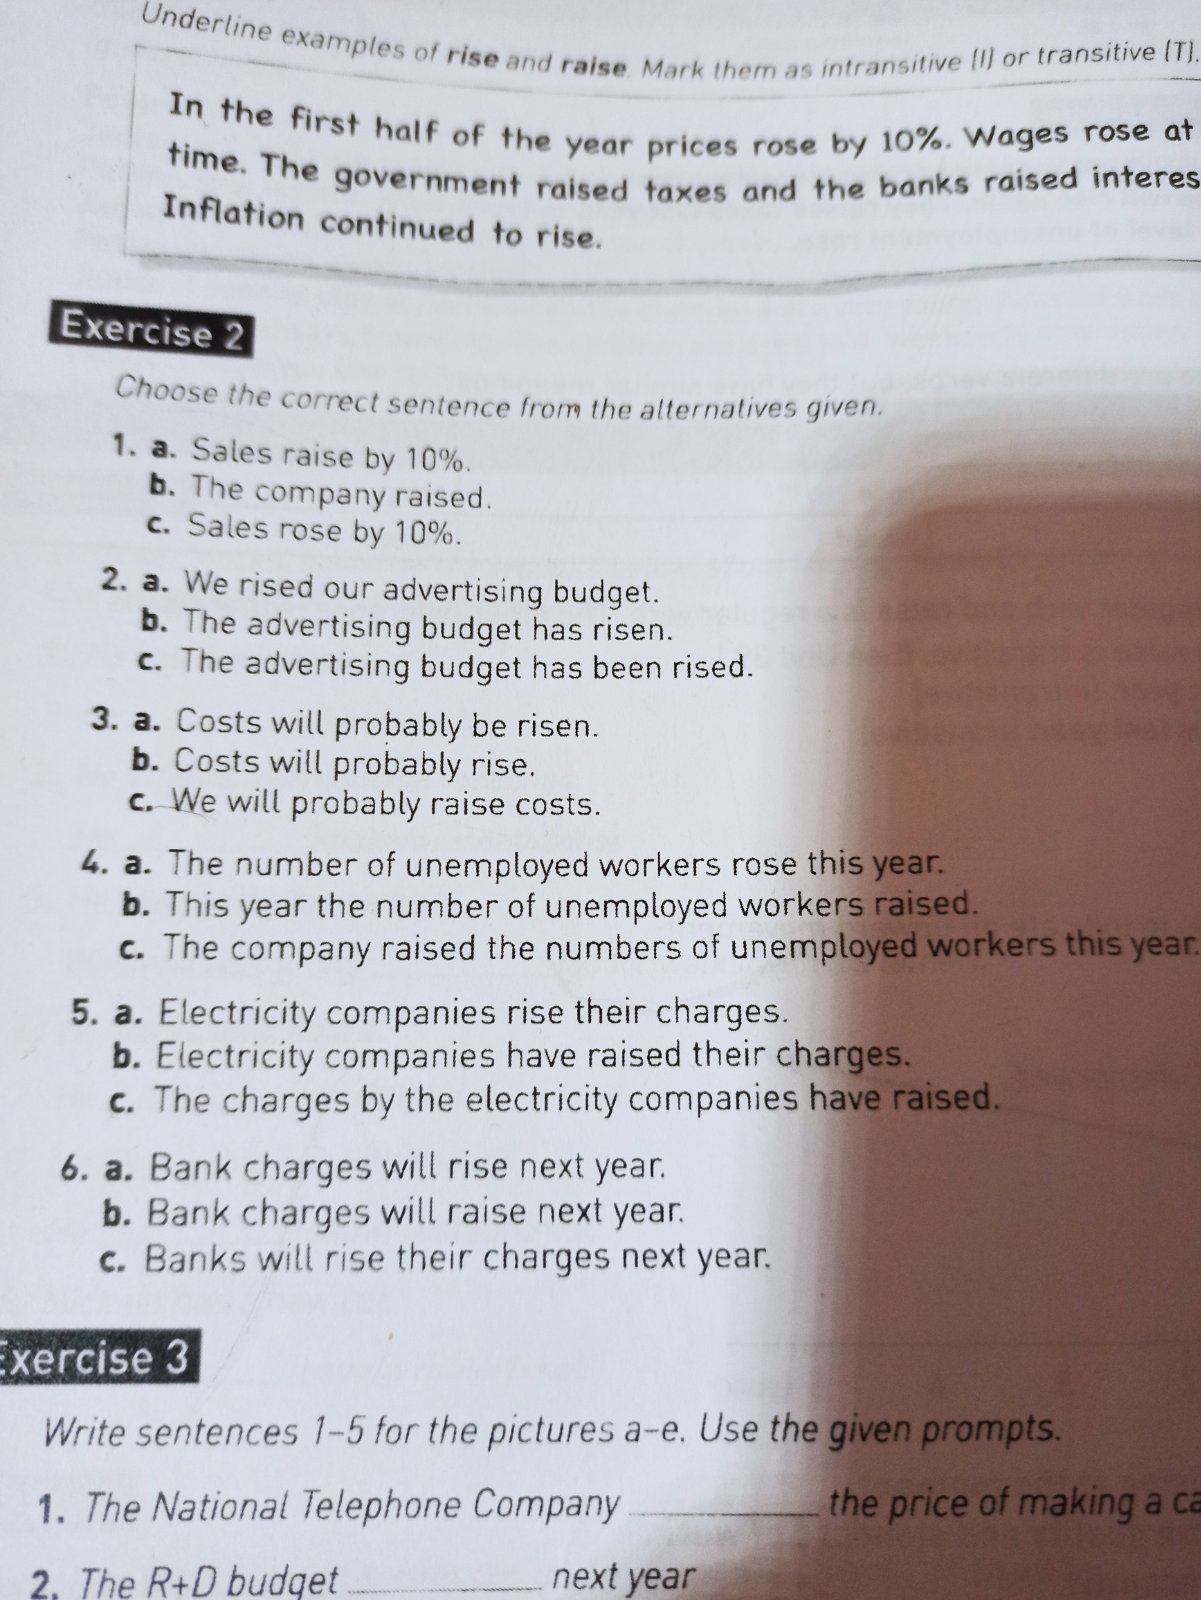 Underline examples of rise and raise. Mark them as intransitive (I) or transitive (T).
In the first half of the year prices rose by 10%. Wages rose at
time. The government raised taxes and the banks raised
Inflation continued to rise.
Exercise 2
Choose the correct sentence from the alternatives given.
1. a. Sales raise by 10%.
b. The company raised.
c. Sales rose by 10%.
2. a. We rised our advertising budget.
b. The advertising budget has risen.
c. The advertising budget has been rised.
3. a. Costs will probably be risen.
b. Costs will probably rise.
c. We will probably raise costs.
4. a. The number of unemployed workers rose this year.
b. This year the number of unemployed workers raised.
c. The company raised the numbers of unemployed workers this year.
5. a. Electricity companies rise their charges.
b. Electricity companies have raised their charges.
c. The charges by the electricity companies have raised.
6. a. Bank charges will rise next year.
b. Bank charges will raise next year.
c. Banks will rise their charges next year.
Exercise 3
Write sentences 1–5 for the pictures a–e. Use the given prompts.
1. The National Telephone Company ________ the price of making a
2. The R+D budget ________ next year